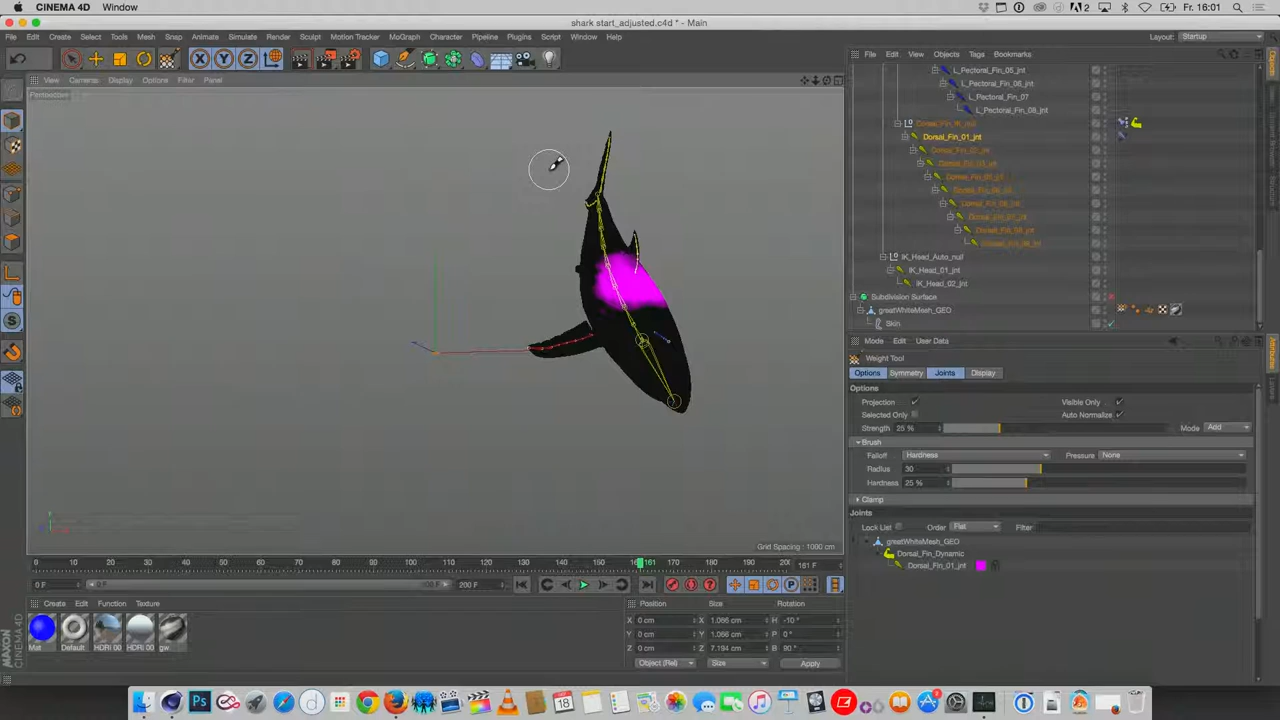 CINEMA 4D Window
2 Fr. 16:01
shark start_adjusted.c4d * - Main
File Edit Create Select Tools Mesh Snap Animate Simulate Render Sculpt Motion Tracker MoGraph Character Pipeline Plugins Script Window Help
Layout: Startup
View Cameras Display Options Filter Panel
Perspective
Grid Spacing : 1000 cm
File Edit View Objects Tags Bookmarks
L_Pectoral_Fin_05_jnt
L_Pectoral_Fin_06_jnt
L_Pectoral_Fin_07
L_Pectoral_Fin_08_jnt
Dorsal_Fin_01_jnt
IK_Head_Auto_null
IK_Head_01_jnt
IK_Head_02_jnt
Subdivision Surface
greatWhiteMesh_GEO
Skin
Mode Edit User Data
Weight Tool
Options Symmetry Joints Display
Options
Projection Visible Only
Selected Only Auto Normalize
Strength 25 % Mode Add
Brush
Falloff Hardness Pressure None
Radius 30
Hardness 25 %
Clamp
Joints
Lock List Order Flat Filter
greatWhiteMesh_GEO
Dorsal_Fin_Dynamic
Dorsal_Fin_01_jnt
0 10 20 30 40 50 60 70 80 90 100 110 120 130 140 150 161 170 180 190 161 F
0 F 200 F
Create Edit Function Texture
Mat Default HDRI 00 HDRI 00 gw
Position Size Rotation
X 0 cm X 1.066 cm H -10 °
Y 0 cm Y 1.066 cm P 0 °
Z 0 cm Z 7.194 cm B 90 °
Object (Rel) Size Apply
MAXON
CINEMA 4D